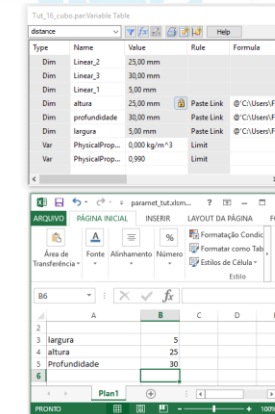 Tut_16_cubo.par:Variable Table
distance Help
Type Name Value Rule Formula
Dim Linear_2 25,00 mm
Dim Linear_3 30,00 mm
Dim Linear_1 5,00 mm
Dim altura 25,00 mm Paste Link @'C:\Users\F
Dim profundidade 30,00 mm Paste Link @'C:\Users\F
Dim largura 5,00 mm Paste Link @'C:\Users\F
Var PhysicalProp... 0,000 kg/m^3 Limit
Var PhysicalProp... 0,990 Limit
paramet_tut.xlsm...
ARQUIVO PÁGINA INICIAL INSERIR LAYOUT DA PÁGINA
Área de Transferência Fonte Alinhamento Número
Formatação Condic
Formatar como Tab
Estilos de Célula
Estilo
B6 fx
A B C D
2
3 largura 5
4 altura 25
5 Profundidade 30
6
Plan1
PRONTO 100%